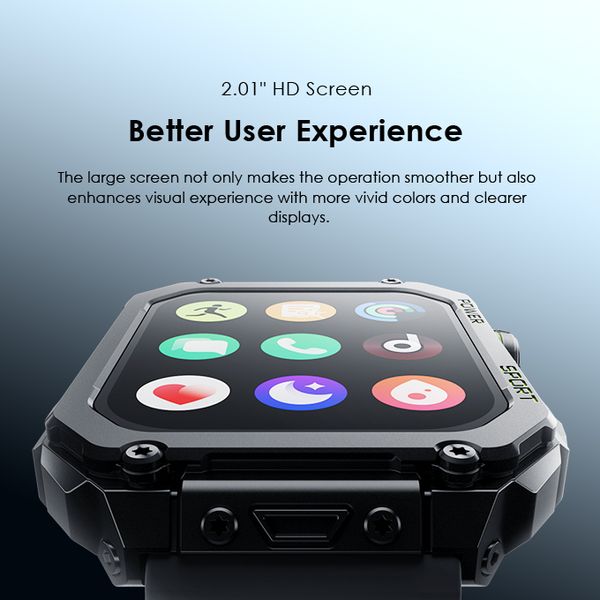 2.01" HD Screen
Better User Experience
The large screen not only makes the operation smoother but also
enhances visual experience with more vivid colors and clearer
displays.
POWER
SPORT